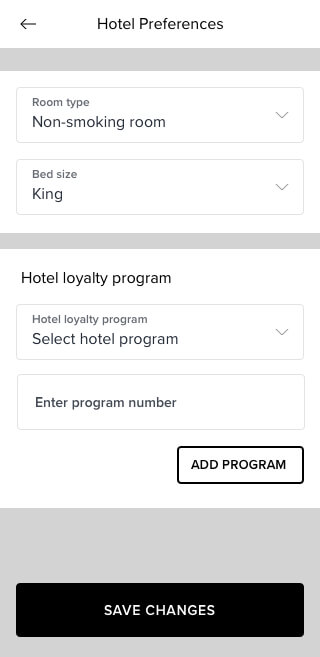 Hotel Preferences
Room type
Non-smoking room
Bed size
King
Hotel loyalty program
Hotel loyalty program
Select hotel program
Enter program number
ADD PROGRAM
SAVE CHANGES